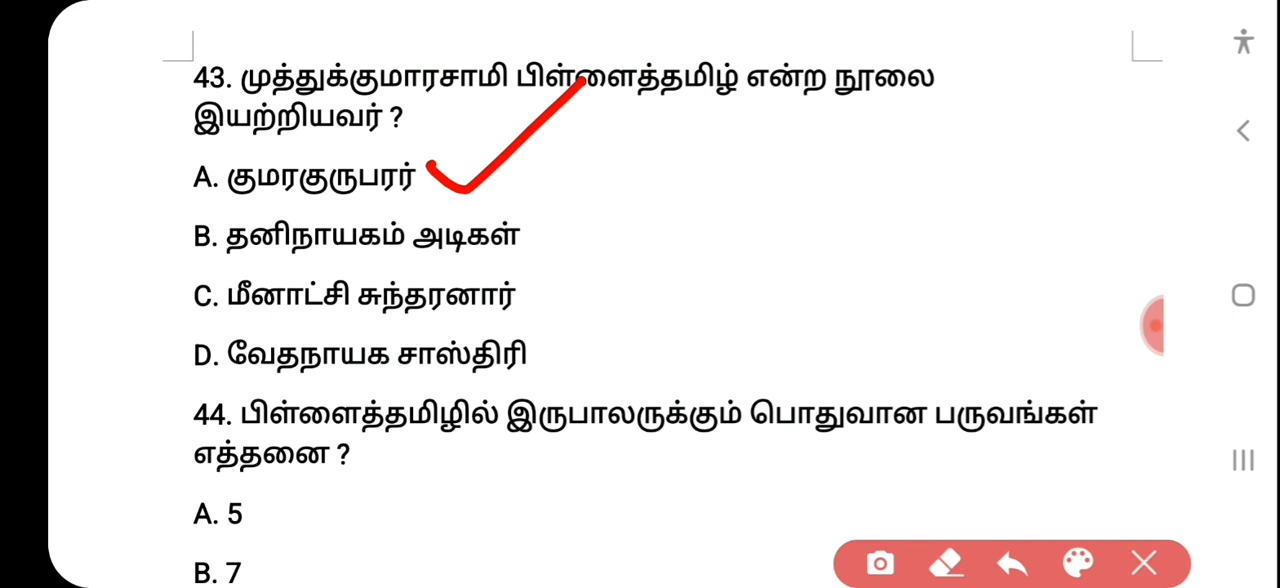 43. முத்துக்குமாரசாமி பிள்ளைத்தமிழ் என்ற நூலை
இயற்றியவர் ?
A. குமரகுருபரர்
B. தனிநாயகம் அடிகள்
C. மீனாட்சி சுந்தரனார்
D. வேதநாயக சாஸ்திரி
44. பிள்ளைத்தமிழில் இருபாலருக்கும் பொதுவான பருவங்கள்
எத்தனை ?
A. 5
B. 7